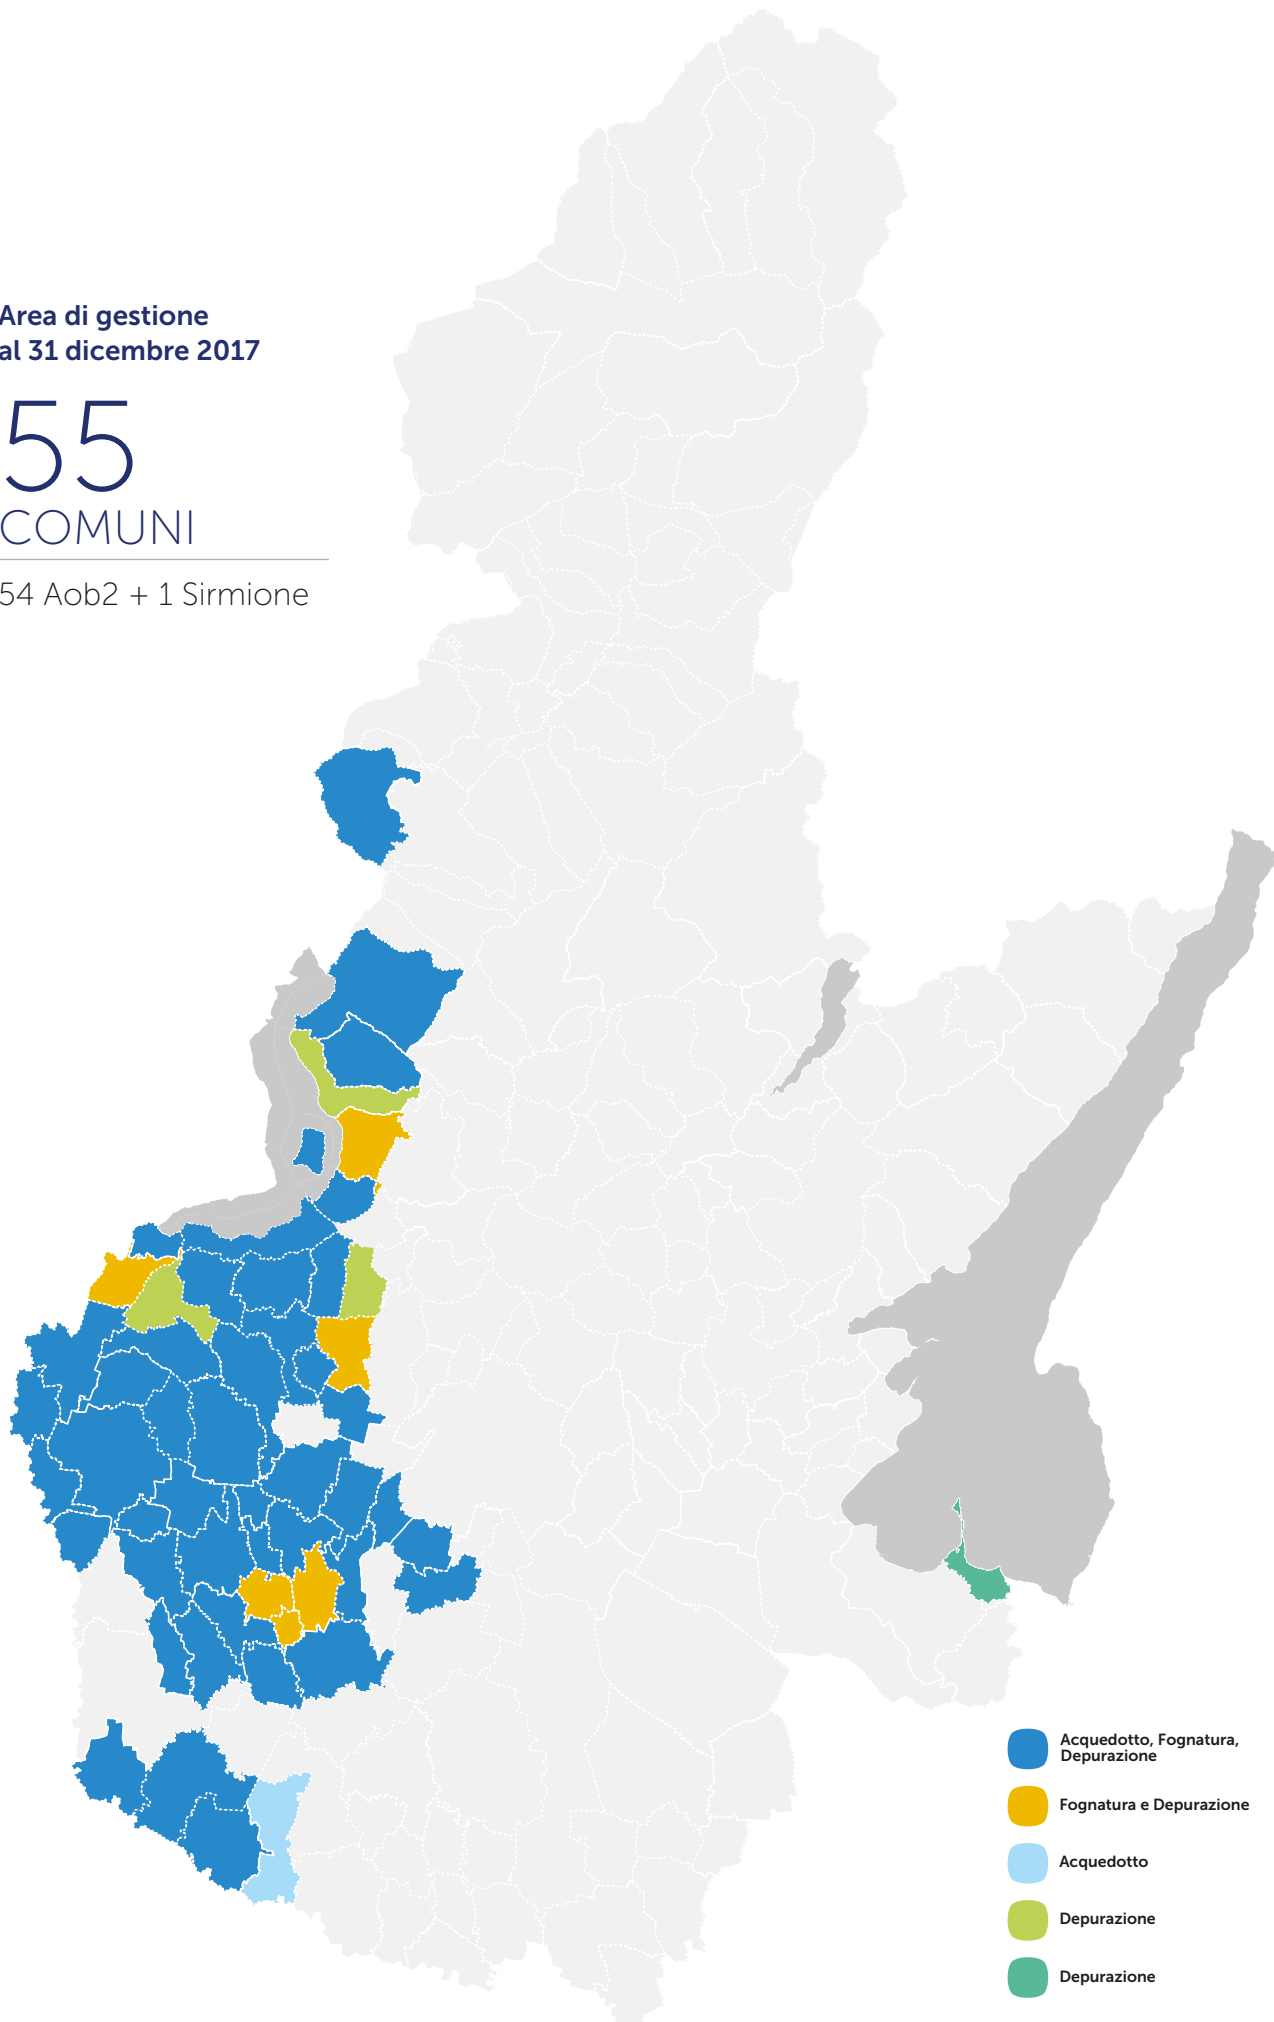 Area di gestione
al 31 dicembre 2017
55
COMUNI
54 Aob2 + 1 Sirmione
Acquedotto, Fognatura,
Depurazione
Fognatura e Depurazione
Acquedotto
Depurazione
Depurazione